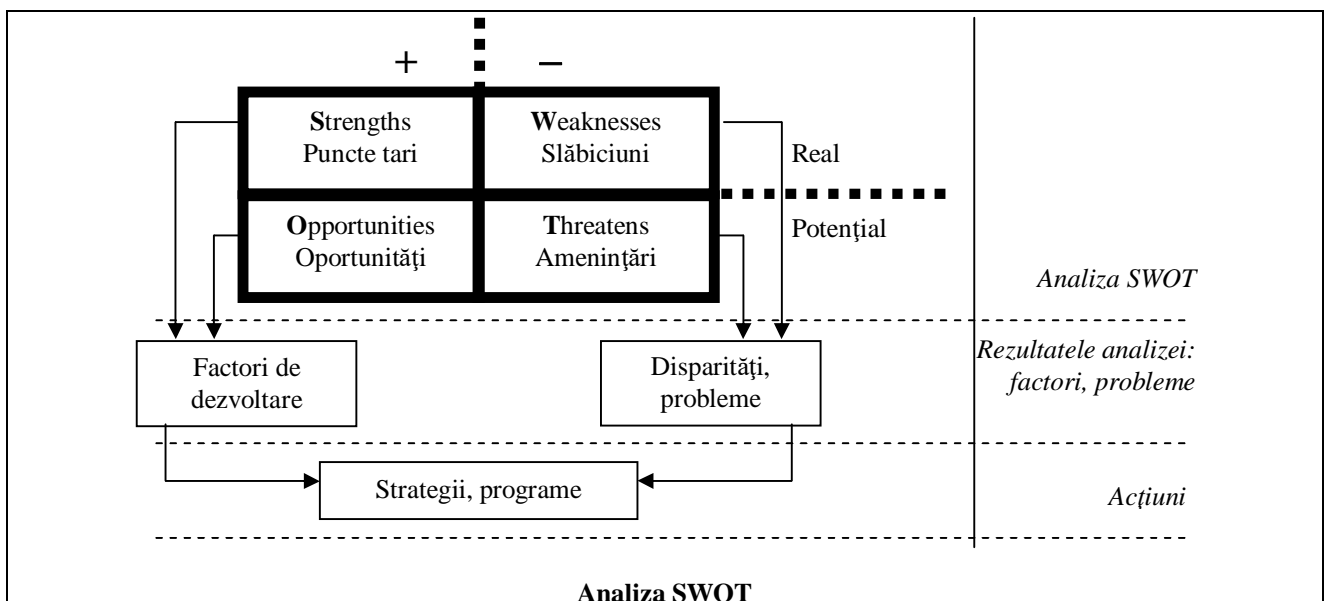 + −
Strengths
Puncte tari
Weaknesses
Slăbiciuni
Real
Opportunities
Oportunităţi
Threatens
Ameninţări
Potenţial
Analiza SWOT
Factori de
dezvoltare
Disparităţi,
probleme
Rezultatele analizei:
factori, probleme
Strategii, programe
Acţiuni
Analiza SWOT